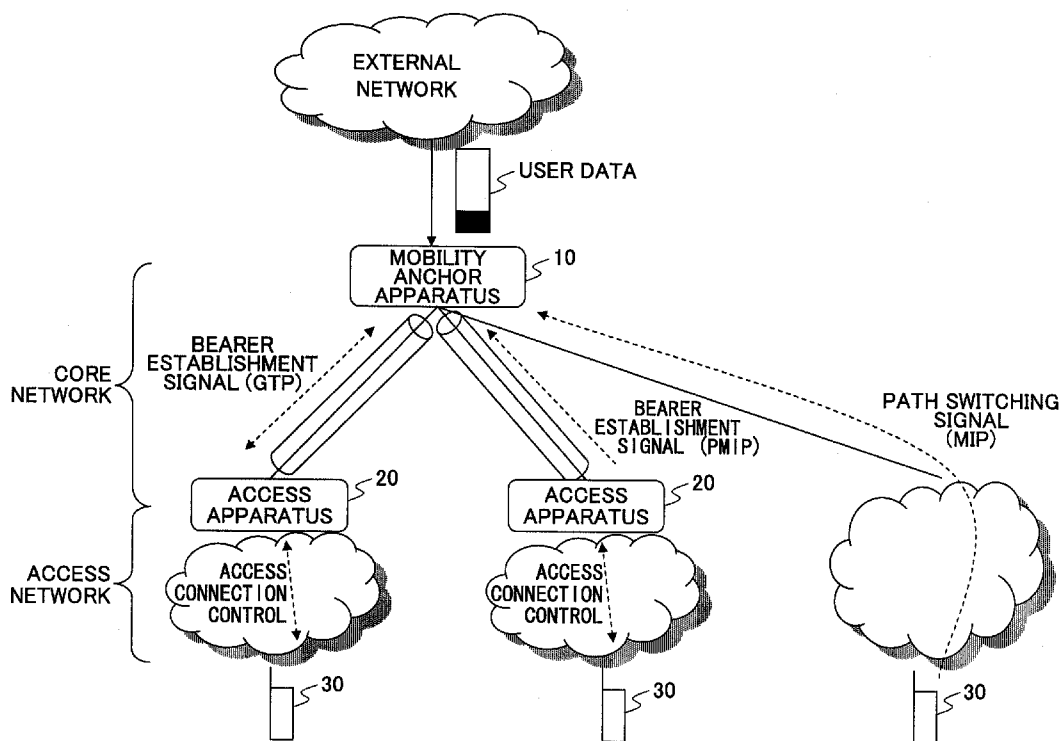 EXTERNAL
NETWORK
USER DATA
MOBILITY
ANCHOR
APPARATUS
10
BEARER
ESTABLISHMENT
SIGNAL (GTP)
CORE
NETWORK
BEARER
ESTABLISHMENT
SIGNAL (PMIP)
PATH SWITCHING
SIGNAL
(MIP)
ACCESS
APPARATUS
20
ACCESS
APPARATUS
20
ACCESS
NETWORK
ACCESS
CONNECTION
CONTROL
ACCESS
CONNECTION
CONTROL
30
30
30